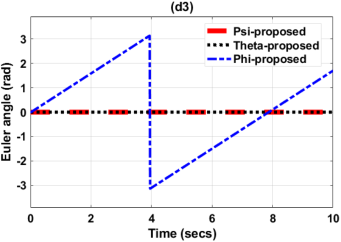 (d3)
Psi-proposed
Theta-proposed
Phi-proposed
Euler angle (rad)
3
2
1
0
-1
-2
-3
0 2 4 6 8 10
Time (secs)